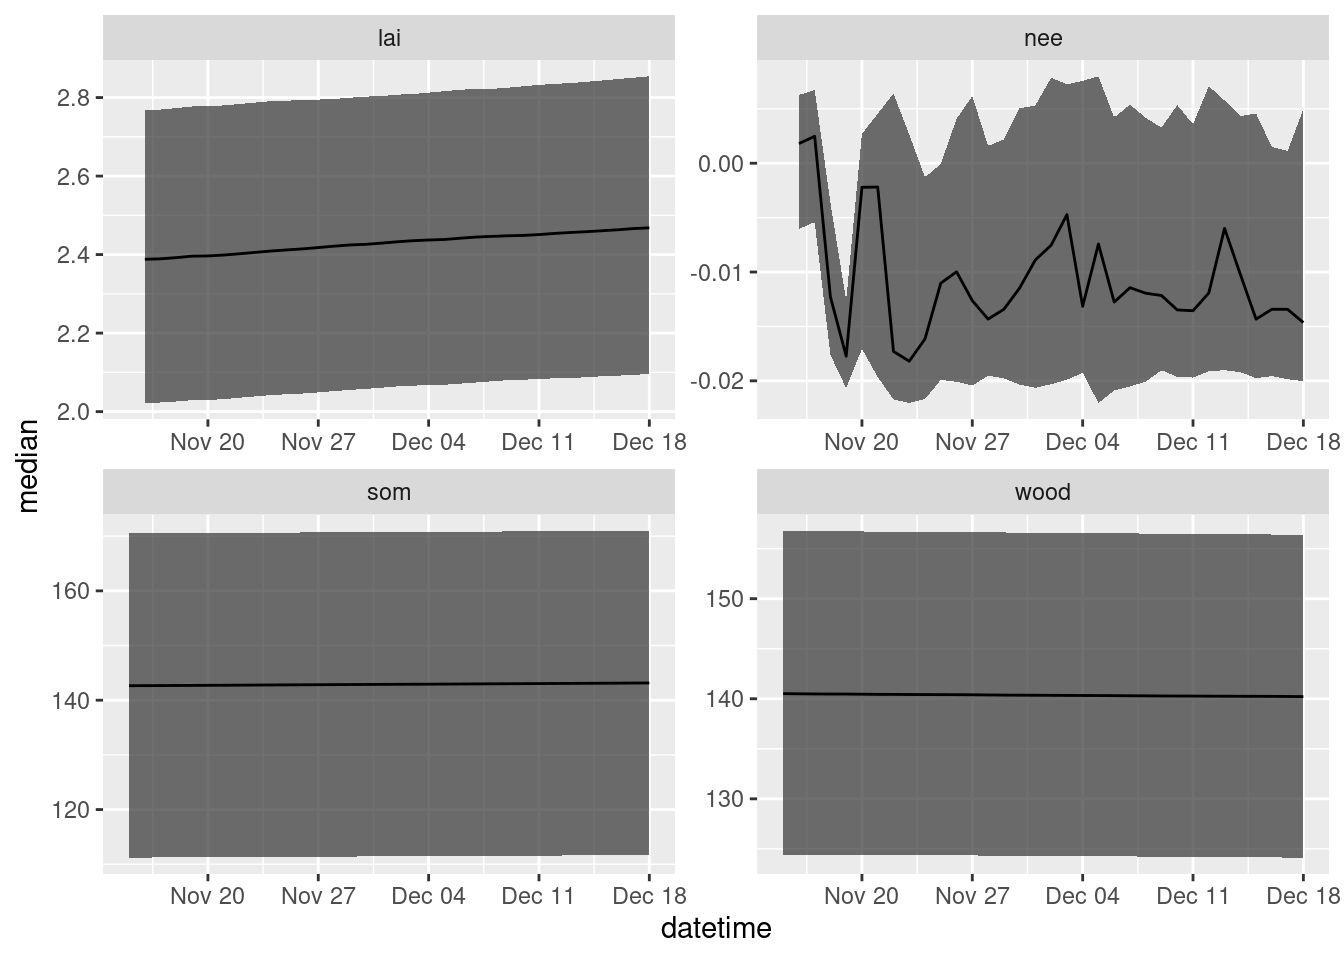 lai
nee
2.8
2.6
2.4
2.2
2.0
0.00
-0.01
-0.02
Nov 20 Nov 27 Dec 04 Dec 11 Dec 18
Nov 20 Nov 27 Dec 04 Dec 11 Dec 18
median
som
wood
160
140
120
150
140
130
Nov 20 Nov 27 Dec 04 Dec 11 Dec 18
Nov 20 Nov 27 Dec 04 Dec 11 Dec 18
datetime